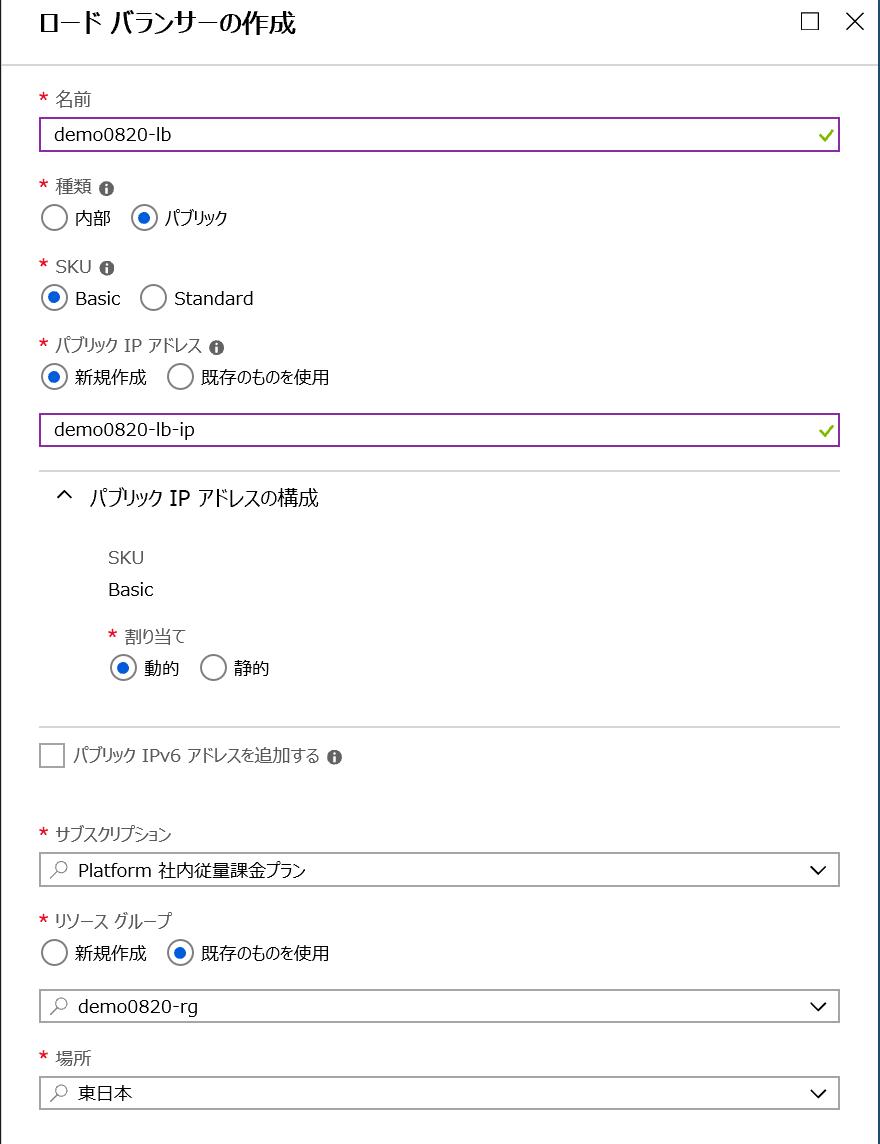 ロード バランサーの作成
* 名前
demo0820-lb
* 種類
内部 パブリック
* SKU
Basic Standard
* パブリック IP アドレス
新規作成 既存のものを使用
demo0820-lb-ip
パブリック IP アドレスの構成
SKU
Basic
* 割り当て
動的 静的
パブリック IPv6 アドレスを追加する
* サブスクリプション
Platform 社内従量課金プラン
* リソース グループ
新規作成 既存のものを使用
demo0820-rg
* 場所
東日本